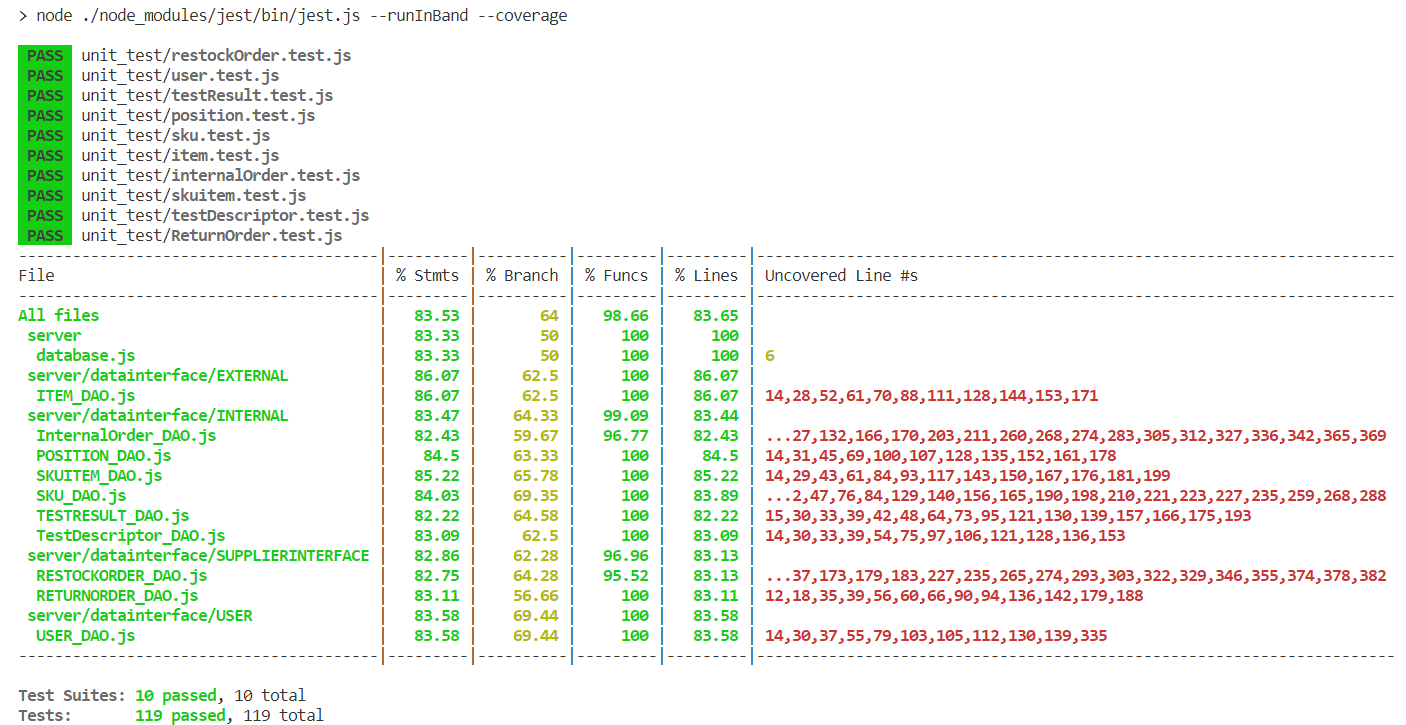 > node ./node_modules/jest/bin/jest.js --runInBand --coverage
PASS unit_test/restockOrder.test.js
PASS unit_test/user.test.js
PASS unit_test/testResult.test.js
PASS unit_test/position.test.js
PASS unit_test/sku.test.js
PASS unit_test/item.test.js
PASS unit_test/internalOrder.test.js
PASS unit_test/skuitem.test.js
PASS unit_test/testDescriptor.test.js
PASS unit_test/ReturnOrder.test.js
----------------------------------------|---------|----------|---------|---------|-----------------------------------------------------------------------
File | % Stmts | % Branch | % Funcs | % Lines | Uncovered Line #s
----------------------------------------|---------|----------|---------|---------|-----------------------------------------------------------------------
All files | 83.53 | 64 | 98.66 | 83.65 |
server | 83.33 | 50 | 100 | 100 |
database.js | 83.33 | 50 | 100 | 100 | 6
server/datainterface/EXTERNAL | 86.07 | 62.5 | 100 | 86.07 |
ITEM_DAO.js | 86.07 | 62.5 | 100 | 86.07 | 14,28,52,61,70,88,111,128,144,153,171
server/datainterface/INTERNAL | 83.47 | 64.33 | 99.09 | 83.44 |
InternalOrder_DAO.js | 82.43 | 59.67 | 96.77 | 82.43 | ...27,132,166,170,203,211,260,268,274,283,305,312,327,336,342,365,369
POSITION_DAO.js | 84.5 | 63.33 | 100 | 84.5 | 14,31,45,69,100,107,128,135,152,161,178
SKUITEM_DAO.js | 85.22 | 65.78 | 100 | 85.22 | 14,29,43,61,84,93,117,143,150,167,176,181,199
SKU_DAO.js | 84.03 | 69.35 | 100 | 83.89 | ...2,47,76,84,129,140,156,165,190,198,210,221,223,227,235,259,268,288
TESTRESULT_DAO.js | 82.22 | 64.58 | 100 | 82.22 | 15,30,33,39,42,48,64,73,95,121,130,139,157,166,175,193
TestDescriptor_DAO.js | 83.09 | 62.5 | 100 | 83.09 | 14,30,33,39,54,75,97,106,121,128,136,153
server/datainterface/SUPPLIERINTERFACE | 82.86 | 62.28 | 96.96 | 83.13 |
RESTOCKORDER_DAO.js | 82.75 | 64.28 | 95.52 | 83.13 | ...37,173,179,183,227,235,265,274,293,303,322,329,346,355,374,378,382
RETURNORDER_DAO.js | 83.11 | 56.66 | 100 | 83.11 | 12,18,35,39,56,60,66,90,94,136,142,179,188
server/datainterface/USER | 83.58 | 69.44 | 100 | 83.58 |
USER_DAO.js | 83.58 | 69.44 | 100 | 83.58 | 14,30,37,55,79,103,105,112,130,139,335
----------------------------------------|---------|----------|---------|---------|-----------------------------------------------------------------------
Test Suites: 10 passed, 10 total
Tests: 119 passed, 119 total